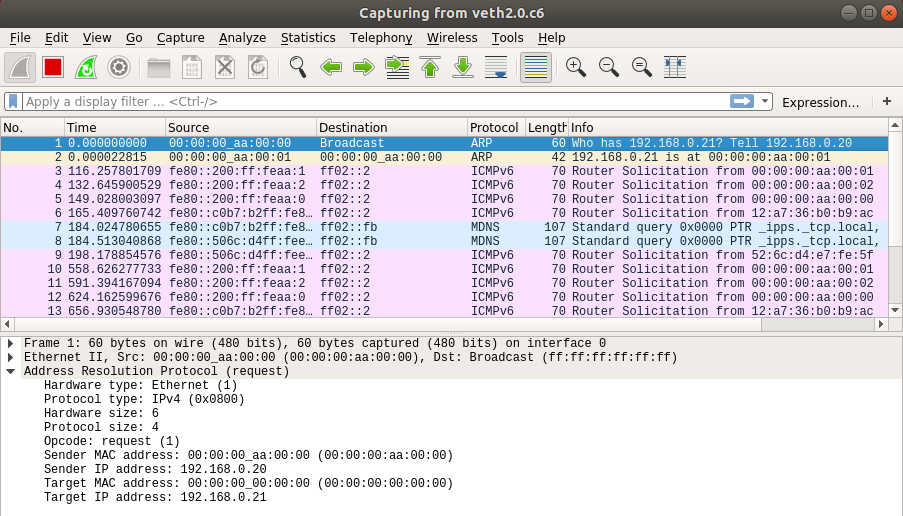 Capturing from veth2.0.c6
File Edit View Go Capture Analyze Statistics Telephony Wireless Tools Help
Apply a display filter ... <Ctrl-/> Expression... +
No. Time Source Destination Protocol Length Info
1 0.000000000 00:00:00_aa:00:00 Broadcast ARP 60 Who has 192.168.0.21? Tell 192.168.0.20
2 0.000022815 00:00:00_aa:00:01 00:00:00_aa:00:00 ARP 42 192.168.0.21 is at 00:00:00:aa:00:01
3 116.257801709 fe80::200:ff:feaa:1 ff02::2 ICMPv6 70 Router Solicitation from 00:00:00:aa:00:01
4 132.645900529 fe80::200:ff:feaa:2 ff02::2 ICMPv6 70 Router Solicitation from 00:00:00:aa:00:02
5 149.028003097 fe80::200:ff:feaa:0 ff02::2 ICMPv6 70 Router Solicitation from 00:00:00:aa:00:00
6 165.409760742 fe80::c0b7:b2ff:fe8… ff02::2 ICMPv6 70 Router Solicitation from 12:a7:36:b0:b9:ac
7 184.024780655 fe80::c0b7:b2ff:fe8… ff02::fb MDNS 107 Standard query 0x0000 PTR _ipps._tcp.local,
8 184.513040868 fe80::506c:d4ff:fee… ff02::fb MDNS 107 Standard query 0x0000 PTR _ipps._tcp.local,
9 198.178854576 fe80::506c:d4ff:fee… ff02::2 ICMPv6 70 Router Solicitation from 52:6c:d4:e7:fe:5f
10 558.626277733 fe80::200:ff:feaa:1 ff02::2 ICMPv6 70 Router Solicitation from 00:00:00:aa:00:01
11 591.394167094 fe80::200:ff:feaa:2 ff02::2 ICMPv6 70 Router Solicitation from 00:00:00:aa:00:02
12 624.162599676 fe80::200:ff:feaa:0 ff02::2 ICMPv6 70 Router Solicitation from 00:00:00:aa:00:00
13 656.930548780 fe80::c0b7:b2ff:fe8… ff02::2 ICMPv6 70 Router Solicitation from 12:a7:36:b0:b9:ac
Frame 1: 60 bytes on wire (480 bits), 60 bytes captured (480 bits) on interface 0
Ethernet II, Src: 00:00:00_aa:00:00 (00:00:00:aa:00:00), Dst: Broadcast (ff:ff:ff:ff:ff:ff)
Address Resolution Protocol (request)
Hardware type: Ethernet (1)
Protocol type: IPv4 (0x0800)
Hardware size: 6
Protocol size: 4
Opcode: request (1)
Sender MAC address: 00:00:00_aa:00:00 (00:00:00:aa:00:00)
Sender IP address: 192.168.0.20
Target MAC address: 00:00:00_00:00:00 (00:00:00:00:00:00)
Target IP address: 192.168.0.21